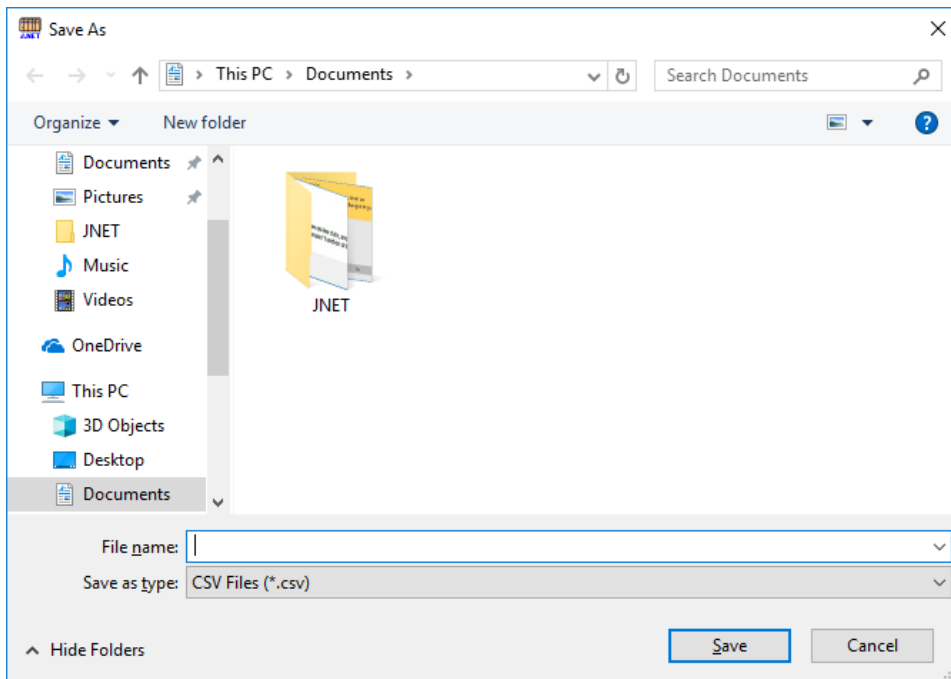 J.NET Save As
This PC > Documents >
Search Documents
Organize
New folder
?
Documents
Pictures
JNET
Music
Videos
OneDrive
This PC
3D Objects
Desktop
Documents
JNET
File name:
Save as type: CSV Files (*.csv)
Hide Folders
Save
Cancel